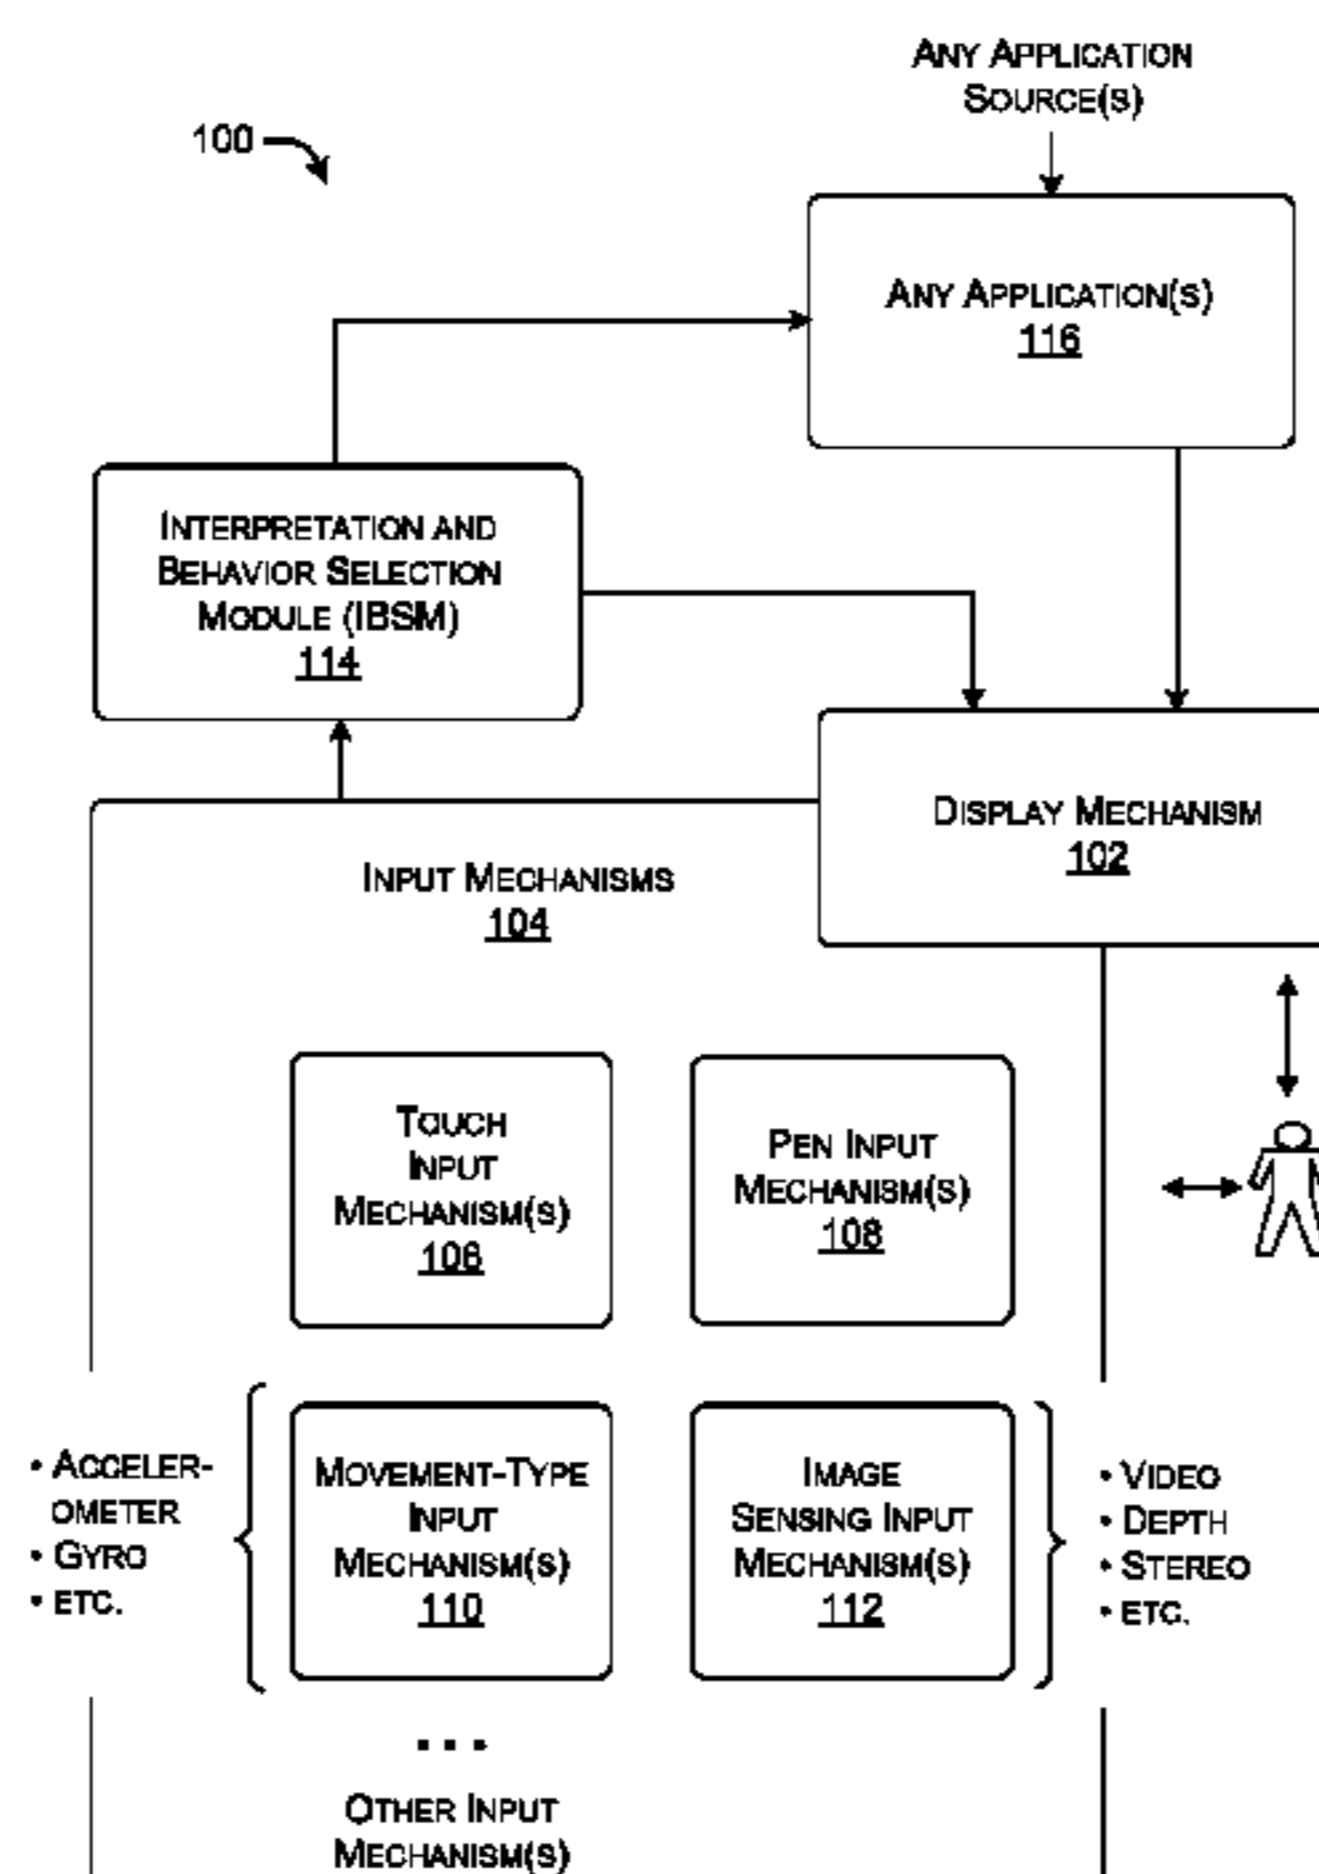 ANY APPLICATION
SOURCE(S)
100
ANY APPLICATION(S)
116
INTERPRETATION AND
BEHAVIOR SELECTION
MODULE (IBSM)
114
DISPLAY MECHANISM
102
INPUT MECHANISMS
104
TOUCH
INPUT
MECHANISM(S)
106
PEN INPUT
MECHANISM(S)
108
• ACCELER-
OMETER
• GYRO
• ETC.
MOVEMENT-TYPE
INPUT
MECHANISM(S)
110
IMAGE
SENSING INPUT
MECHANISM(S)
112
• VIDEO
• DEPTH
• STEREO
• ETC.
...
OTHER INPUT
MECHANISM(S)